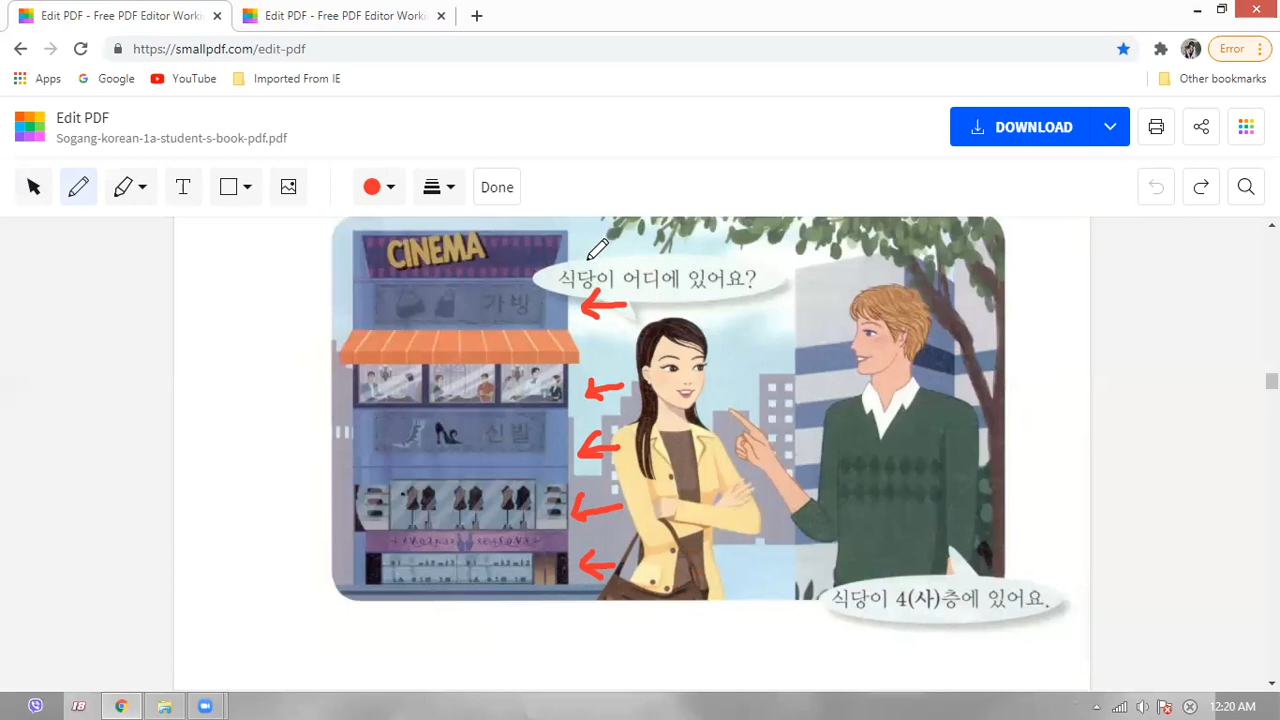 Edit PDF - Free PDF Editor Worki
Edit PDF - Free PDF Editor Worki
https://smallpdf.com/edit-pdf
Error
Apps
Google
YouTube
Imported From IE
Other bookmarks
Edit PDF
Sogang-korean-1a-student-s-book-pdf.pdf
DOWNLOAD
T
Done
CINEMA
식당이 어디에 있어요?
가방
신발
식당이 4(사)층에 있어요.
12:20 AM